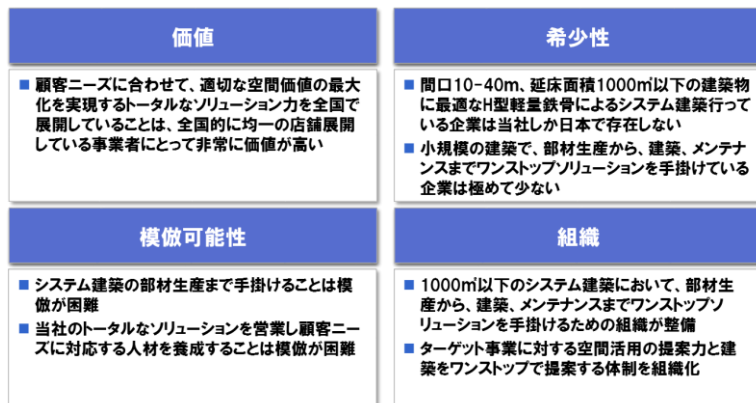 価値
■ 顧客ニーズに合わせて、適切な空間価値の最大
化を実現するトータルなソリューション力を全国で
展開していることは、全国的に均一の店舗展開
している事業者にとって非常に価値が高い
希少性
■ 間口10-40m、延床面積1000㎡以下の建築物
に最適なH型軽量鉄骨によるシステム建築行って
いる企業は当社しか日本で存在しない
■ 小規模の建築で、部材生産から、建築、メンテナ
ンスまでワンストップソリューションを手掛けている
企業は極めて少ない
模倣可能性
■ システム建築の部材生産まで手掛けることは模
倣が困難
■ 当社のトータルなソリューションを営業し顧客ニー
ズに対応する人材を養成することは模倣が困難
組織
■ 1000㎡以下のシステム建築において、部材生
産から、建築、メンテナンスまでワンストップソ
リューションを手掛けるための組織が整備
■ ターゲット事業に対する空間活用の提案力と建
築をワンストップで提案する体制を組織化